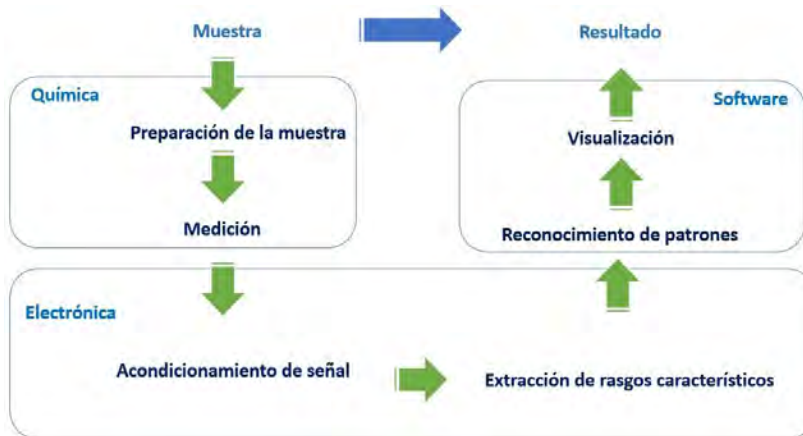 Muestra
Resultado
Química
Software
Preparación de la muestra
Visualización
Medición
Reconocimiento de patrones
Electrónica
Acondicionamiento de señal
Extracción de rasgos característicos